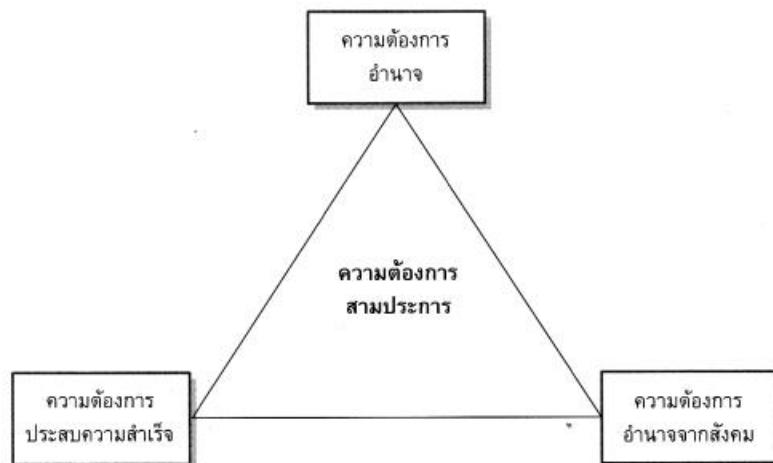 ความต้องการ
อำนาจ
ความต้องการ
สามประการ
ความต้องการ
ประสบความสำเร็จ
ความต้องการ
อำนาจจากสังคม